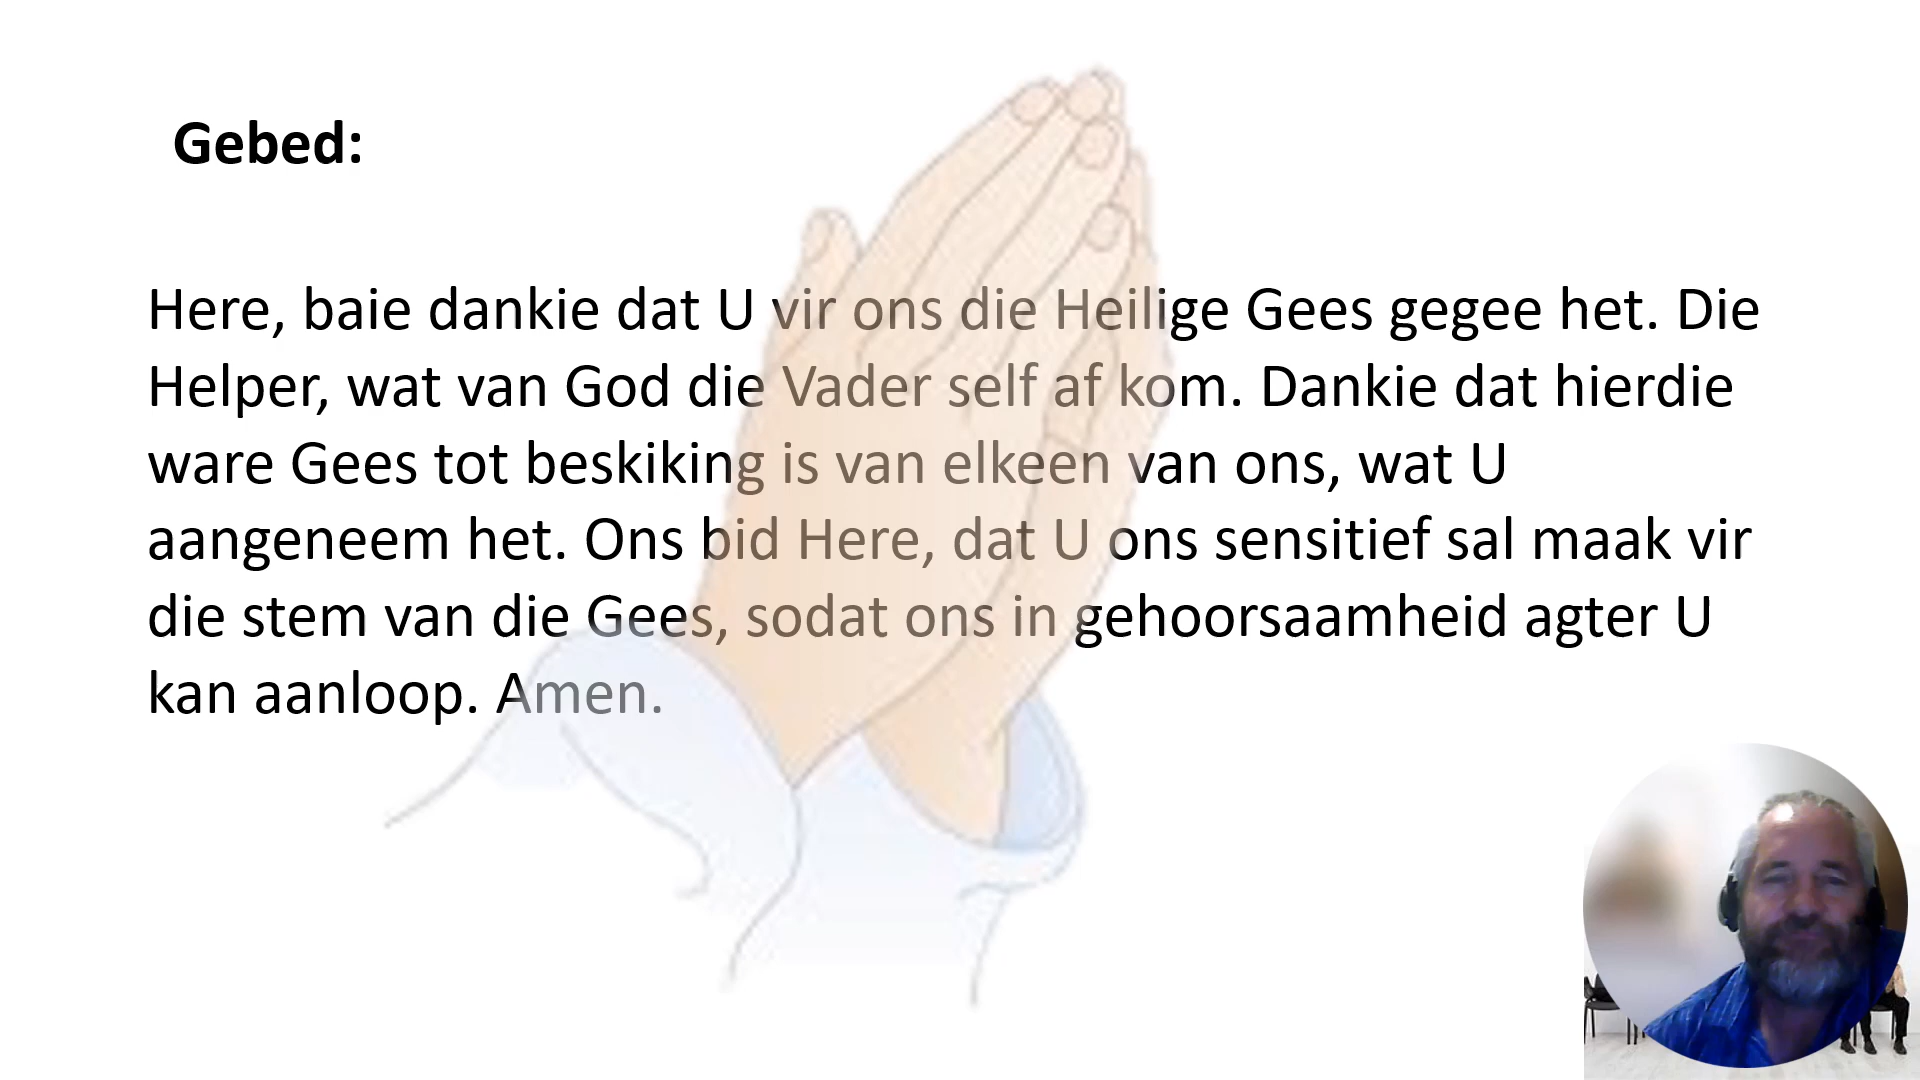 Gebed:
Here, baie dankie dat U vir ons die Heilige Gees gegee het. Die
Helper, wat van God die Vader self af kom. Dankie dat hierdie
ware Gees tot beskiking is van elkeen van ons, wat U
aangeneem het. Ons bid Here, dat U ons sensitief sal maak vir
die stem van die Gees, sodat ons in gehoorsaamheid agter U
kan aanloop. Amen.